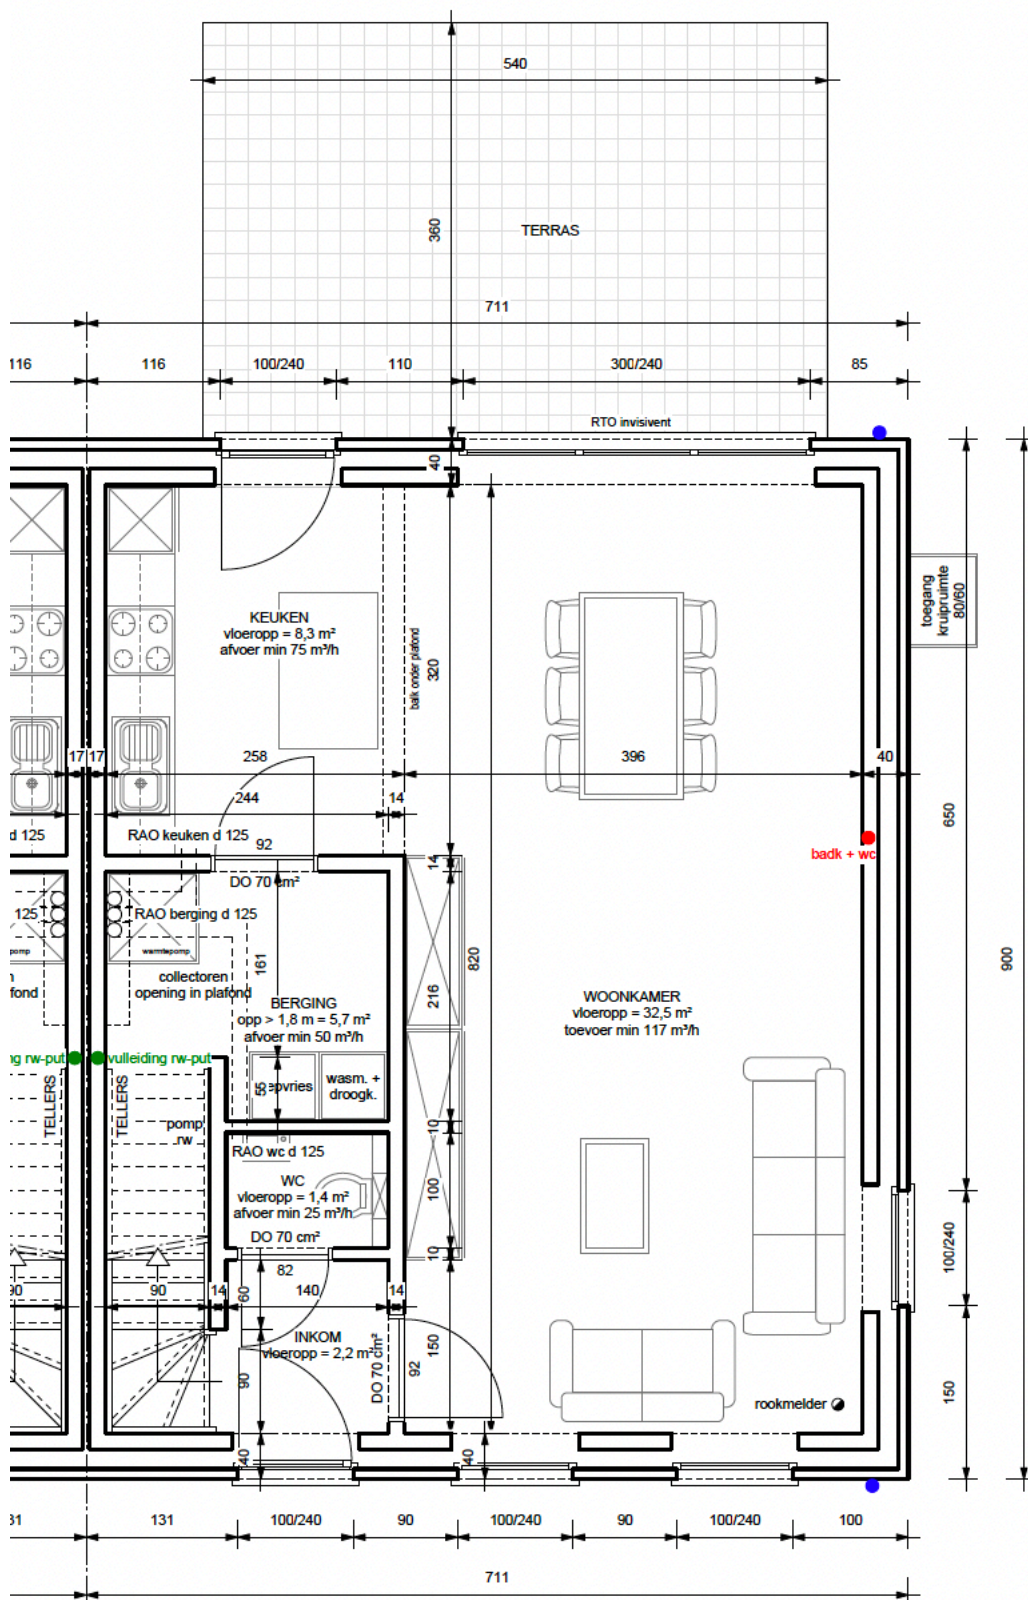 540
360
TERRAS
711
116
116
100/240
110
300/240
85
RTO invisivent
40
toegang
kruipruimte
80/60
KEUKEN
vloeropp = 8,3 m²
afvoer min 75 m³/h
balk onder plafond
320
17
17
258
396
40
244
14
650
d 125
RAO keuken d 125
92
badk + wc
14
DO 70 cm²
125
RAO berging d 125
warmtepomp
collectoren
opening in plafond
fond
161
216
820
900
BERGING
opp > 1,8 m = 5,7 m²
afvoer min 50 m³/h
WOONKAMER
vloeropp = 32,5 m²
toevoer min 117 m³/h
ng rw-put
vulleiding rw-put
TELLERS
TELLERS
55
epvries
wasm. +
droogk.
pomp
rw
10
RAO wc d 125
WC
vloeropp = 1,4 m²
afvoer min 25 m³/h
100
DO 70 cm²
10
82
100/240
90
90
14
60
140
14
INKOM
vloeropp = 2,2 m²
DO 70 cm²
92
150
90
150
rookmelder
40
40
31
131
100/240
90
100/240
90
100/240
100
711